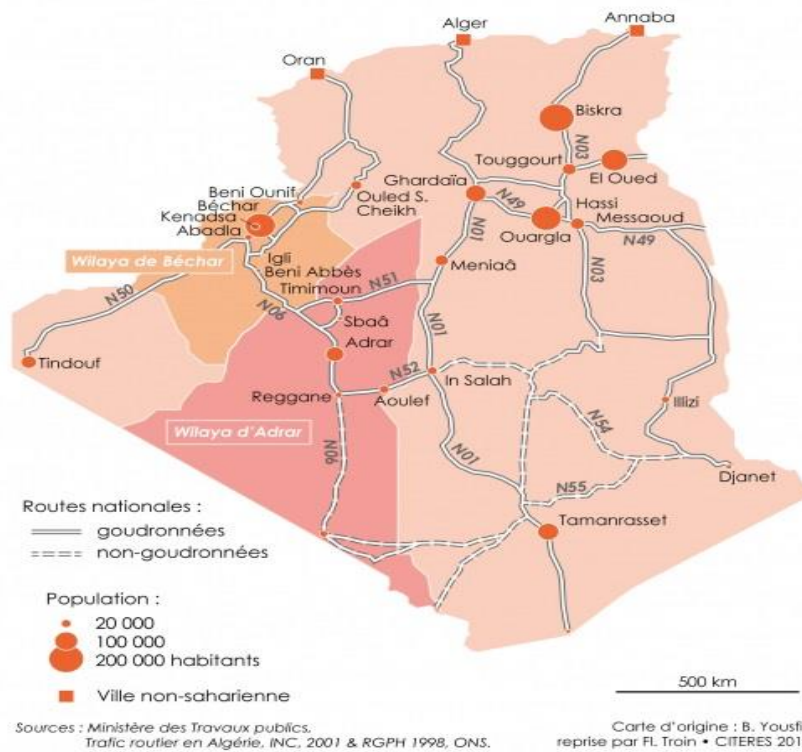 Alger
Annaba
Oran
Biskra
N03
Touggourt
El Oued
Ghardaïa
Beni Ounif
Béchar
Kenadsa
Abadla
Ouled S.
Cheikh
N49
Hassi
Messaoud
Ouargla
N49
N01
N03
Wilaya de Béchar
Igli
Beni Abbès
Timimoun
N51
Meniaâ
N50
N06
Sbaâ
Adrar
N01
Tindouf
N52
In Salah
Reggane
Aoulef
Illizi
Wilaya d'Adrar
N06
N01
N54
Djanet
N55
Tamanrasset
Routes nationales :
goudronnées
non-goudronnées
Population :
20 000
100 000
200 000 habitants
Ville non-saharienne
500 km
Sources : Ministère des Travaux publics,
Trafic routier en Algérie, INC, 2001 & RGPH 1998, ONS.
Carte d'origine : B. Yousfi
reprise par FL Troin • CITERES 201